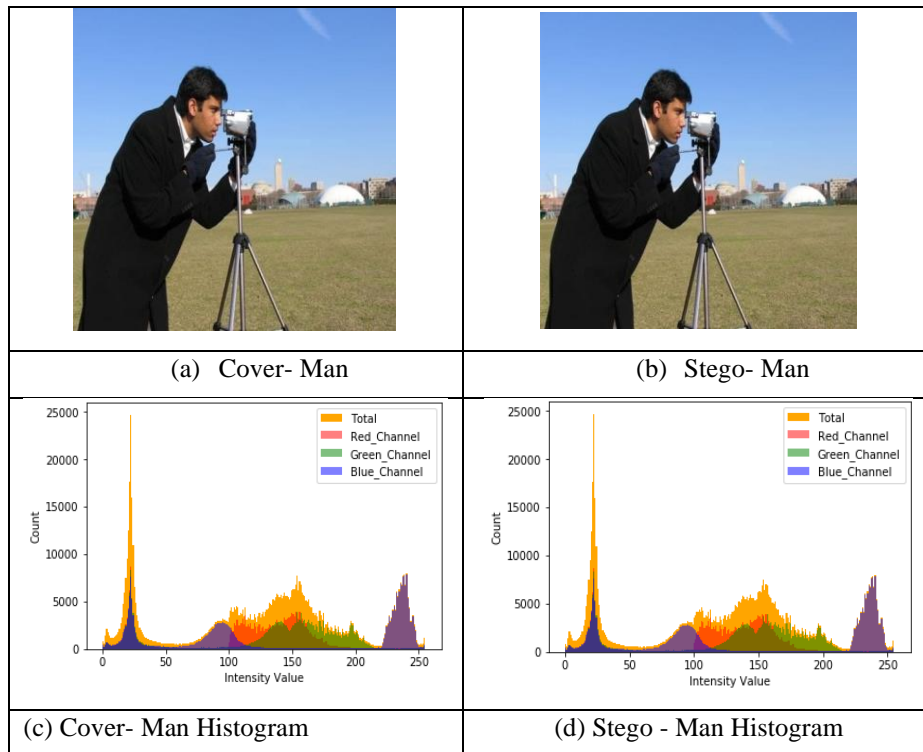 (a) Cover- Man
(b) Stego- Man
25000
20000
15000
10000
5000
0
Count
0 50 100 150 200 250
Intensity Value
Total
Red_Channel
Green_Channel
Blue_Channel
25000
20000
15000
10000
5000
0
Count
0 50 100 150 200 250
Intensity Value
Total
Red_Channel
Green_Channel
Blue_Channel
(c) Cover- Man Histogram
(d) Stego - Man Histogram